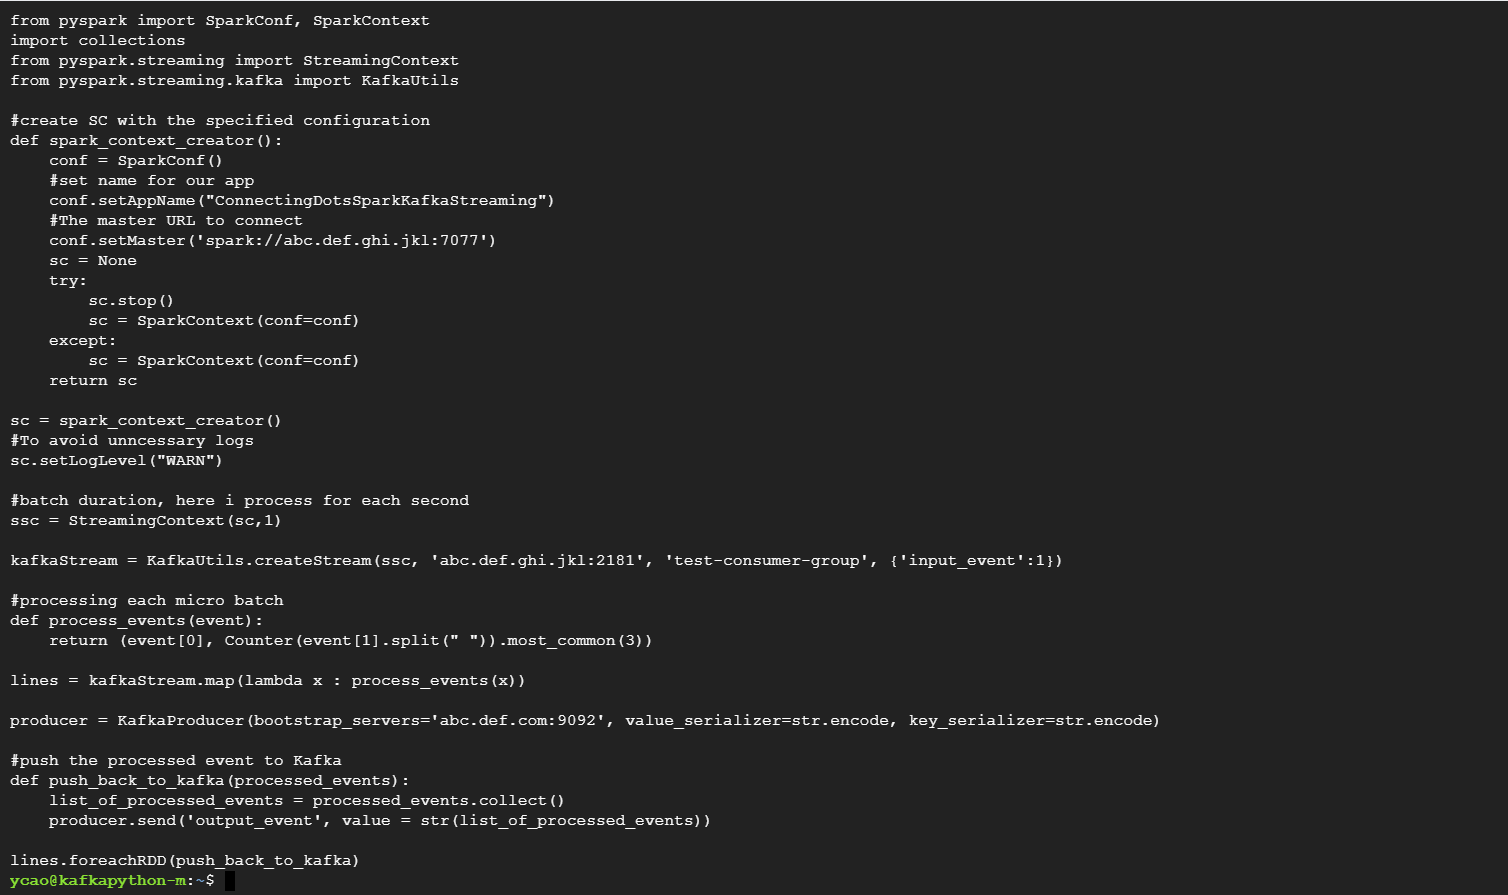 from pyspark import SparkConf, SparkContext
import collections
from pyspark.streaming import StreamingContext
from pyspark.streaming.kafka import KafkaUtils

#create SC with the specified configuration
def spark_context_creator():
    conf = SparkConf()
    #set name for our app
    conf.setAppName("ConnectingDotsSparkKafkaStreaming")
    #The master URL to connect
    conf.setMaster('spark://abc.def.ghi.jkl:7077')
    sc = None
    try:
        sc.stop()
        sc = SparkContext(conf=conf)
    except:
        sc = SparkContext(conf=conf)
    return sc

sc = spark_context_creator()
#To avoid unncessary logs
sc.setLogLevel("WARN")

#batch duration, here i process for each second
ssc = StreamingContext(sc,1)

kafkaStream = KafkaUtils.createStream(ssc, 'abc.def.ghi.jkl:2181', 'test-consumer-group', {'input_event':1})

#processing each micro batch
def process_events(event):
    return (event[0], Counter(event[1].split(" ")).most_common(3))

lines = kafkaStream.map(lambda x : process_events(x))

producer = KafkaProducer(bootstrap_servers='abc.def.com:9092', value_serializer=str.encode, key_serializer=str.encode)

#push the processed event to Kafka
def push_back_to_kafka(processed_events):
    list_of_processed_events = processed_events.collect()
    producer.send('output_event', value = str(list_of_processed_events))

lines.foreachRDD(push_back_to_kafka)
ycao@kafkapython-m:~$